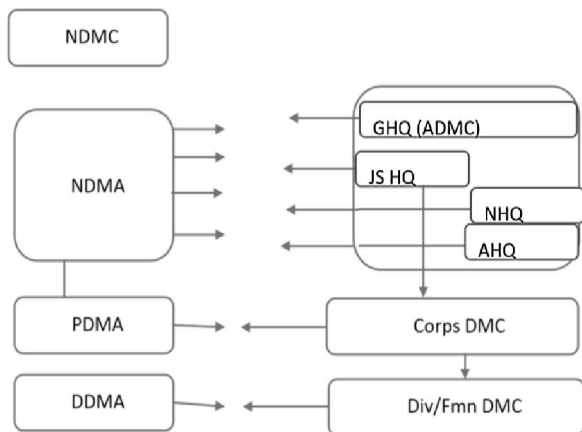 NDMC
GHQ (ADMC)
NDMA
JS HQ
NHQ
AHQ
PDMA
Corps DMC
DDMA
Div/Fmn DMC